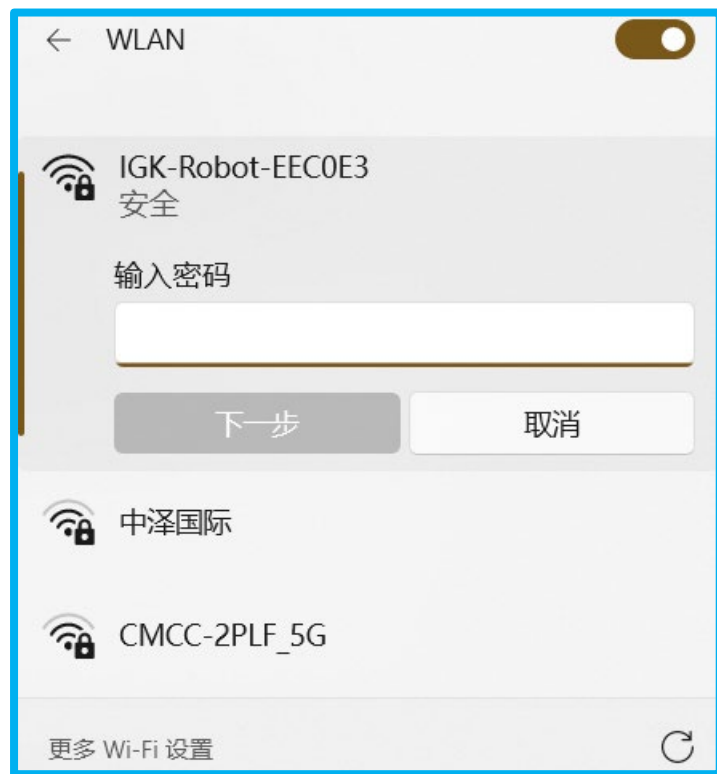 WLAN
IGK-Robot-EEC0E3
安全
输入密码
下一步 取消
中泽国际
CMCC-2PLF_5G
更多 Wi-Fi 设置